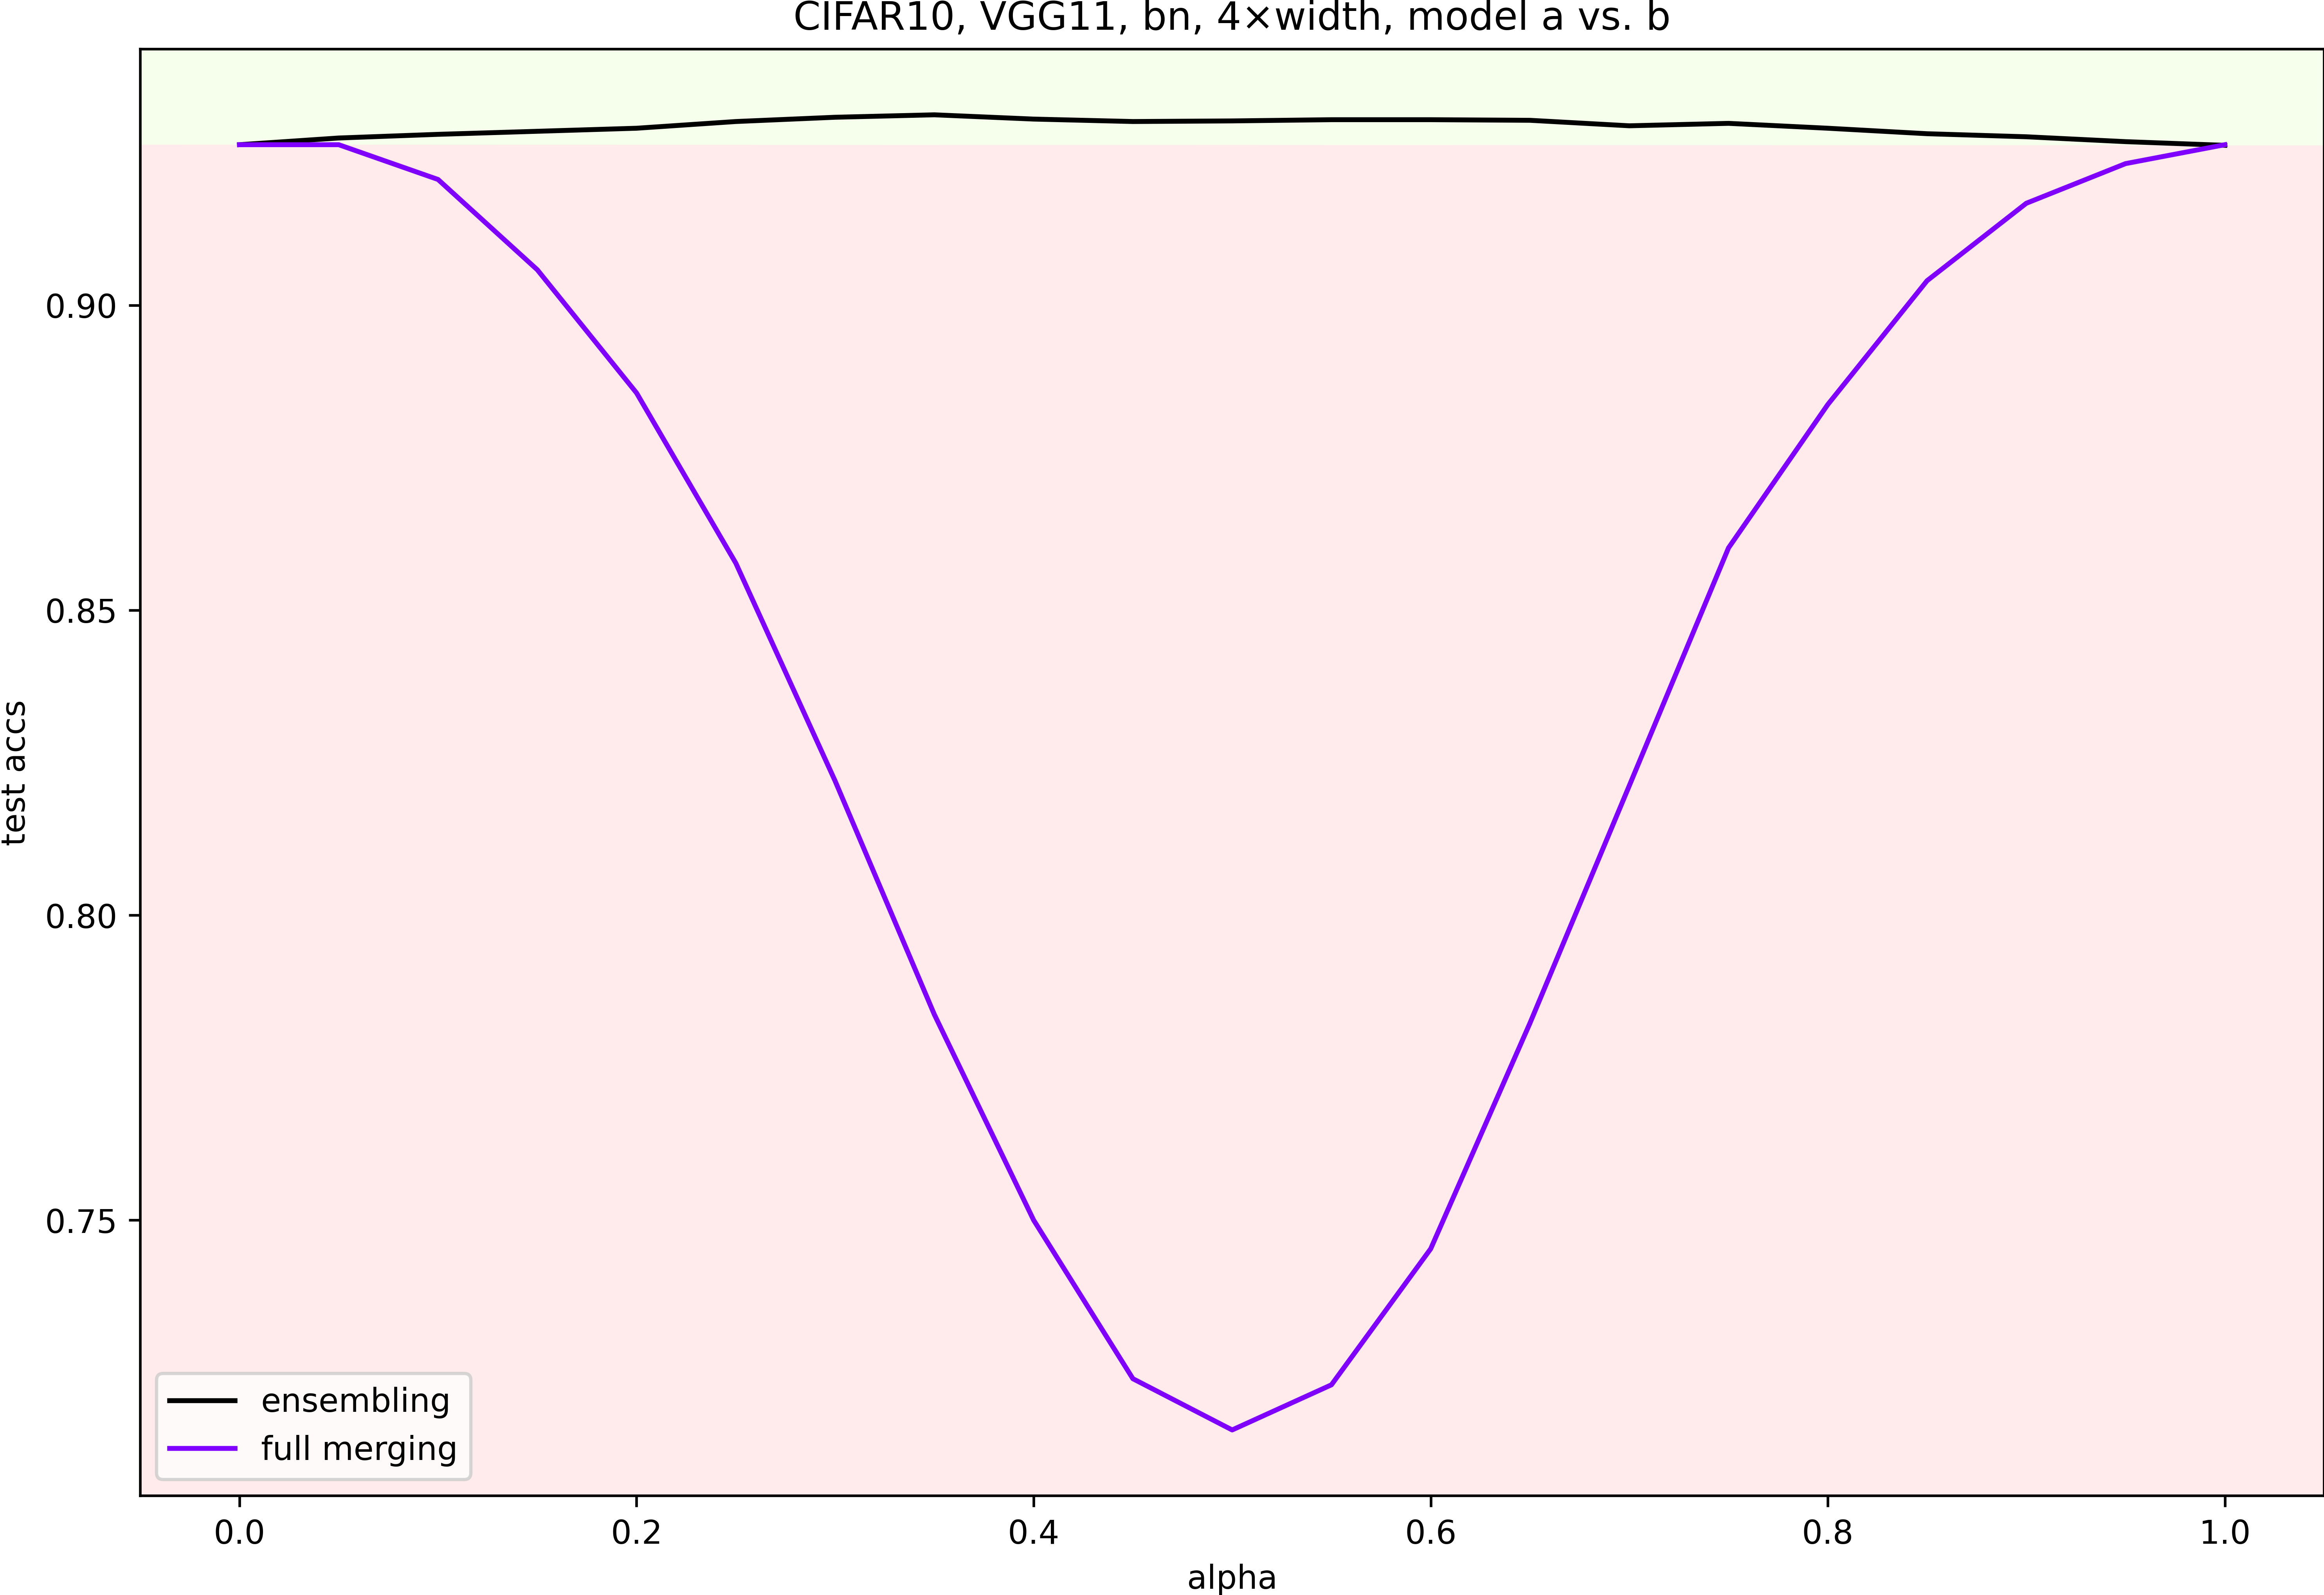 CIFAR10, VGG11, bn, 4×width, model a vs. b
test accs
0.90
0.85
0.80
0.75
ensembling
full merging
0.0
0.2
0.4
0.6
0.8
1.0
alpha